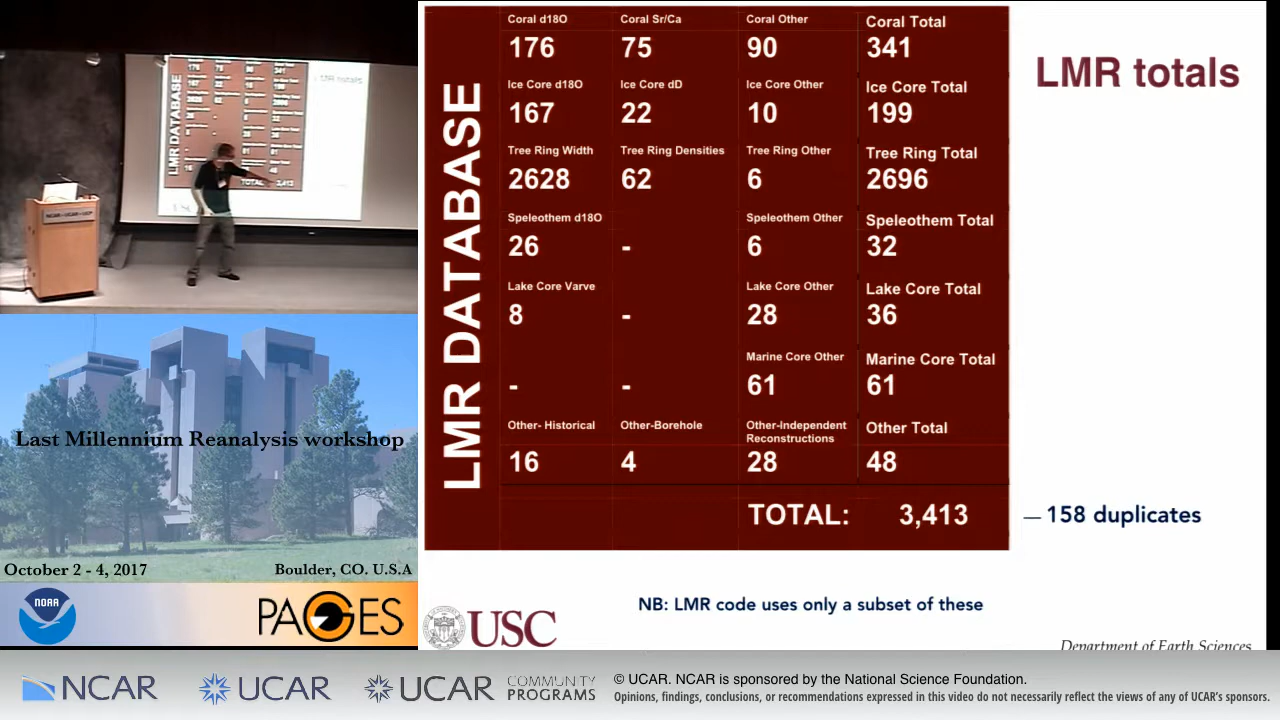 LMR totals
LMR DATABASE
Coral d18O Coral Sr/Ca Coral Other Coral Total
176 75 90 341
Ice Core d18O Ice Core dD Ice Core Other Ice Core Total
167 22 10 199
Tree Ring Width Tree Ring Densities Tree Ring Other Tree Ring Total
2628 62 6 2696
Speleothem d18O Speleothem Other Speleothem Total
26 - 6 32
Lake Core Varve Lake Core Other Lake Core Total
8 - 28 36
Marine Core Other Marine Core Total
- - 61 61
Other- Historical Other-Borehole Other-Independent Reconstructions Other Total
16 4 28 48
TOTAL: 3,413
— 158 duplicates
NB: LMR code uses only a subset of these
USC
Department of Earth Sciences
LMR DATABASE
LMR totals
TOTAL: 3,413
Last Millennium Reanalysis workshop
October 2 - 4, 2017 Boulder, CO. U.S.A
NOAA
PAGES
NCAR UCAR UCAR COMMUNITY PROGRAMS
© UCAR. NCAR is sponsored by the National Science Foundation.
Opinions, findings, conclusions, or recommendations expressed in this video do not necessarily reflect the views of any of UCAR's sponsors.